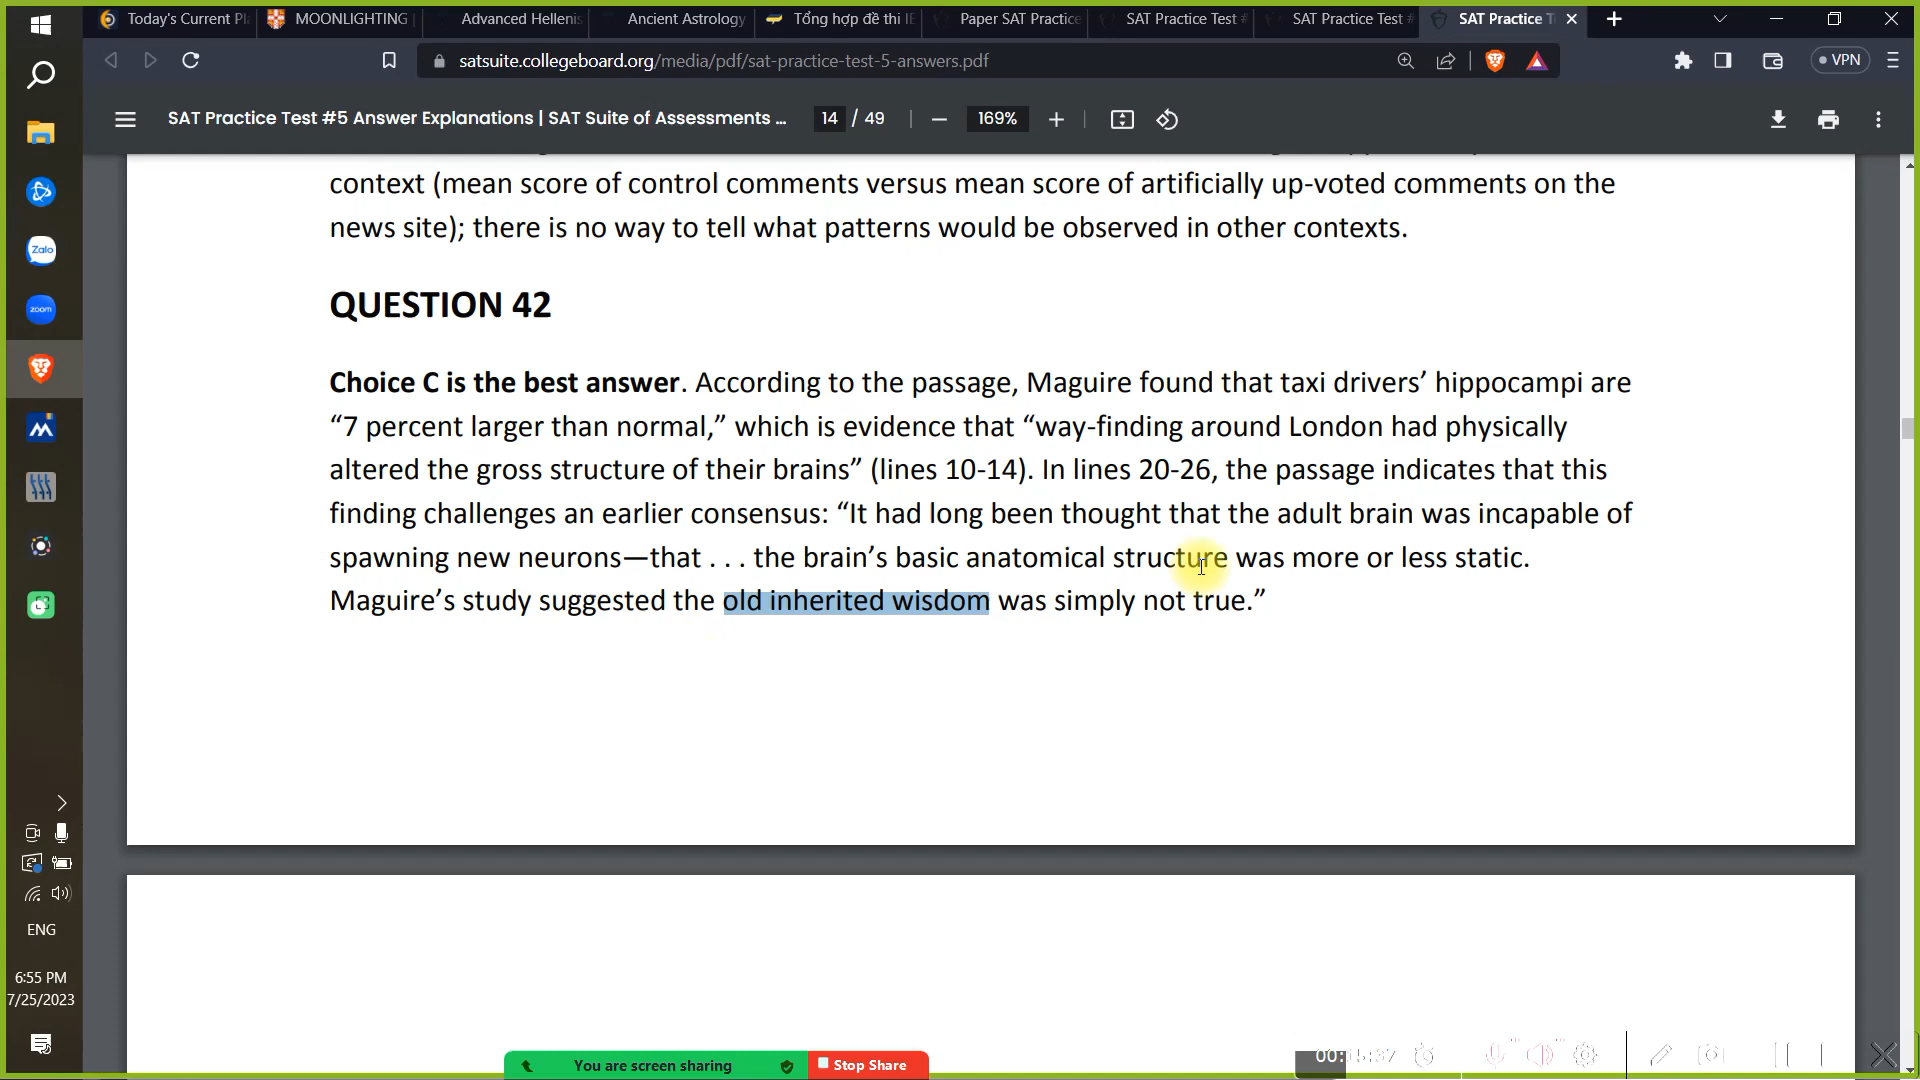 Today's Current Pl
MOONLIGHTING
Advanced Hellenis
Ancient Astrology
Tổng hợp đề thi IE
Paper SAT Practice
SAT Practice Test #
SAT Practice Test #
SAT Practice T
satsuite.collegeboard.org/media/pdf/sat-practice-test-5-answers.pdf
VPN
SAT Practice Test #5 Answer Explanations | SAT Suite of Assessments ...
14 / 49
169%
context (mean score of control comments versus mean score of artificially up-voted comments on the
news site); there is no way to tell what patterns would be observed in other contexts.
QUESTION 42
Choice C is the best answer. According to the passage, Maguire found that taxi drivers’ hippocampi are
“7 percent larger than normal,” which is evidence that “way-finding around London had physically
altered the gross structure of their brains” (lines 10-14). In lines 20-26, the passage indicates that this
finding challenges an earlier consensus: “It had long been thought that the adult brain was incapable of
spawning new neurons—that . . . the brain’s basic anatomical structure was more or less static.
Maguire’s study suggested the old inherited wisdom was simply not true.”
Zalo
zoom
ENG
6:55 PM
7/25/2023
You are screen sharing
Stop Share
00:15:37